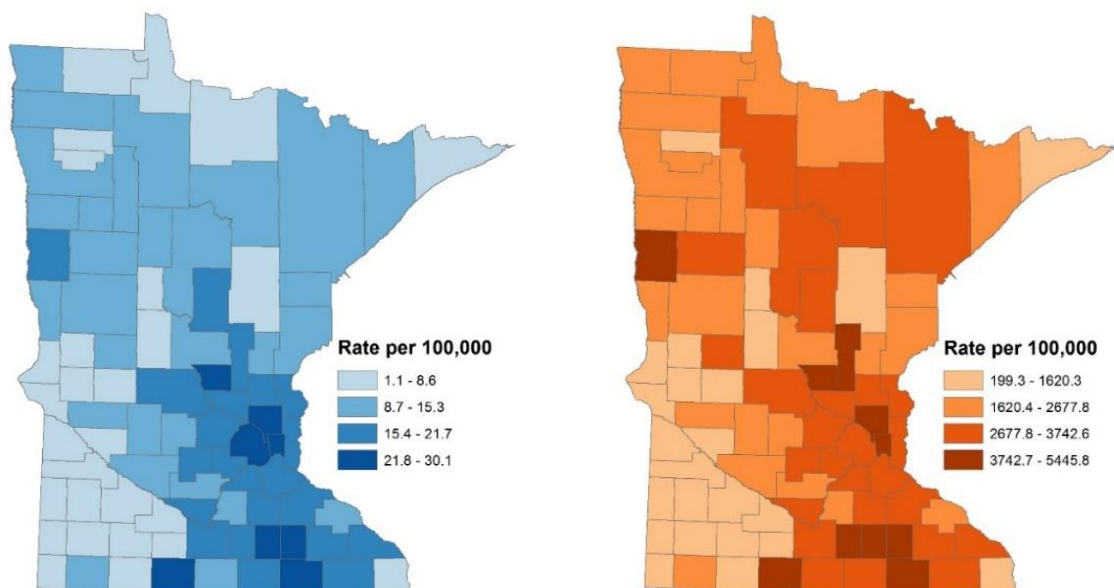 Rate per 100,000
1.1 - 8.6
8.7 - 15.3
15.4 - 21.7
21.8 - 30.1
Rate per 100,000
199.3 - 1620.3
1620.4 - 2677.8
2677.8 - 3742.6
3742.7 - 5445.8